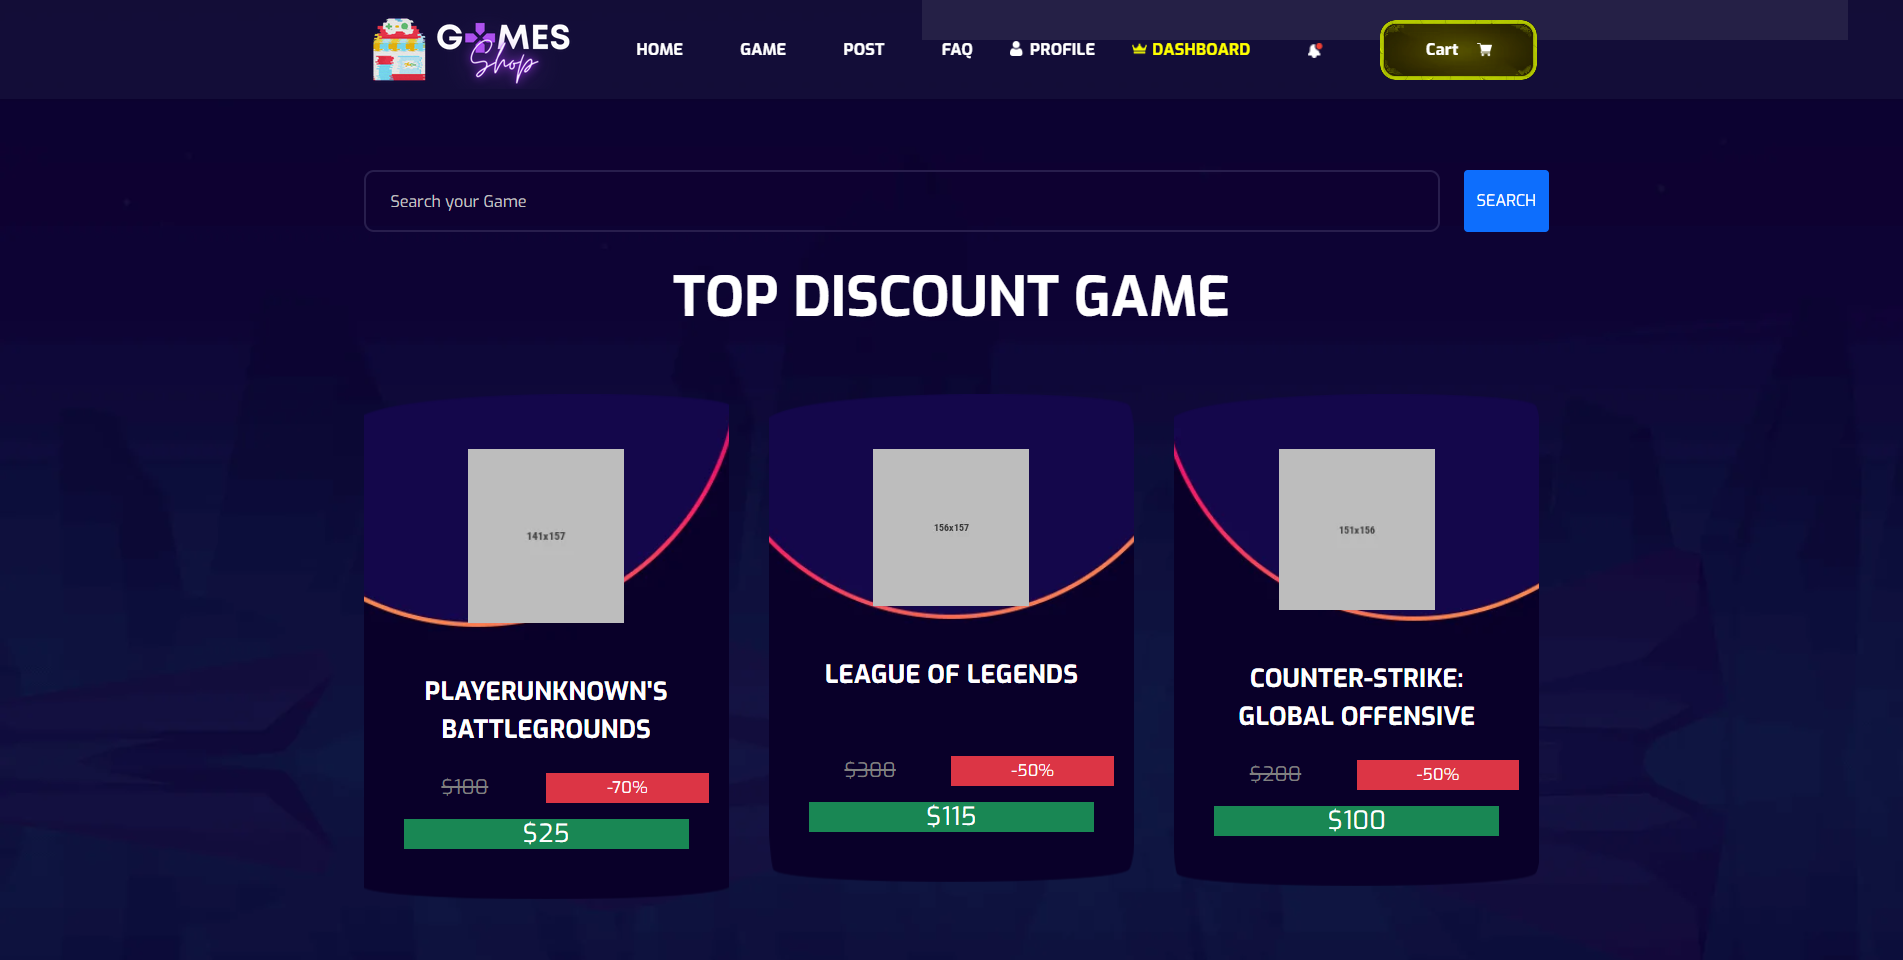 GAMES
Shop
HOME
GAME
POST
FAQ
PROFILE
DASHBOARD
Cart
Search your Game
SEARCH
TOP DISCOUNT GAME
141x157
PLAYERUNKNOWN'S
BATTLEGROUNDS
$100
-70%
$25
156x157
LEAGUE OF LEGENDS
$300
-50%
$115
151x156
COUNTER-STRIKE:
GLOBAL OFFENSIVE
$200
-50%
$100